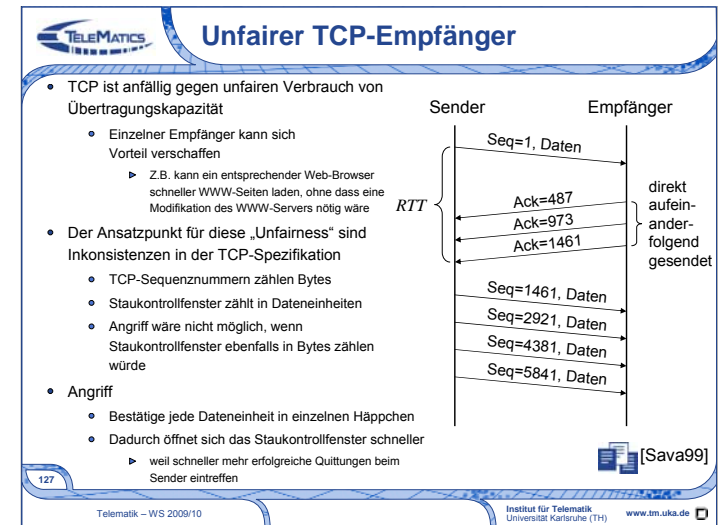 TELEMATICS
Unfairer TCP-Empfänger
• TCP ist anfällig gegen unfairen Verbrauch von
Übertragungskapazität
• Einzelner Empfänger kann sich
Vorteil verschaffen
Z.B. kann ein entsprechender Web-Browser
schneller WWW-Seiten laden, ohne dass eine
Modifikation des WWW-Servers nötig wäre
• Der Ansatzpunkt für diese „Unfairness“ sind
Inkonsistenzen in der TCP-Spezifikation
• TCP-Sequenznummern zählen Bytes
• Staukontrollfenster zählt in Dateneinheiten
• Angriff wäre nicht möglich, wenn
Staukontrollfenster ebenfalls in Bytes zählen
würde
• Angriff
• Bestätige jede Dateneinheit in einzelnen Häppchen
• Dadurch öffnet sich das Staukontrollfenster schneller
weil schneller mehr erfolgreiche Quittungen beim
Sender eintreffen
Sender
Empfänger
Seq=1, Daten
RTT
Ack=487
Ack=973
Ack=1461
direkt
aufein-
ander-
folgend
gesendet
Seq=1461, Daten
Seq=2921, Daten
Seq=4381, Daten
Seq=5841, Daten
[Sava99]
127
Telematik – WS 2009/10
Institut für Telematik
Universität Karlsruhe (TH)
www.tm.uka.de